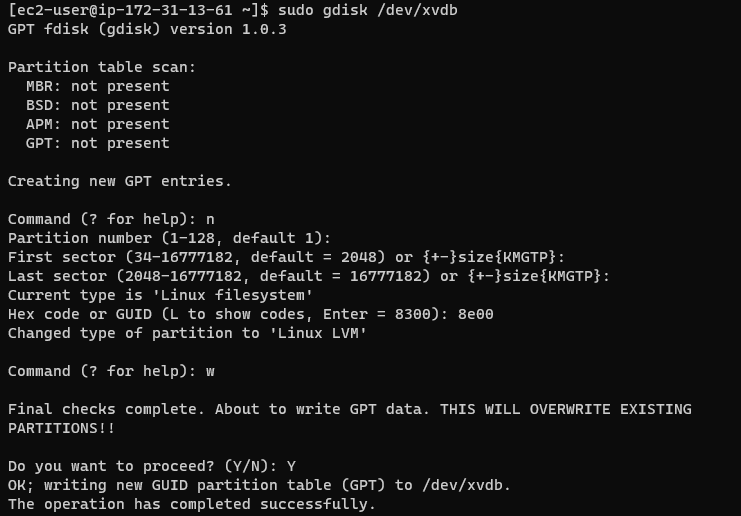 [ec2-user@ip-172-31-13-61 ~]$ sudo gdisk /dev/xvdb
GPT fdisk (gdisk) version 1.0.3
Partition table scan:
  MBR: not present
  BSD: not present
  APM: not present
  GPT: not present
Creating new GPT entries.
Command (? for help): n
Partition number (1-128, default 1):
First sector (34-16777182, default = 2048) or {+-}size{KMGTP}:
Last sector (2048-16777182, default = 16777182) or {+-}size{KMGTP}:
Current type is 'Linux filesystem'
Hex code or GUID (L to show codes, Enter = 8300): 8e00
Changed type of partition to 'Linux LVM'
Command (? for help): w
Final checks complete. About to write GPT data. THIS WILL OVERWRITE EXISTING
PARTITIONS!!
Do you want to proceed? (Y/N): Y
OK; writing new GUID partition table (GPT) to /dev/xvdb.
The operation has completed successfully.